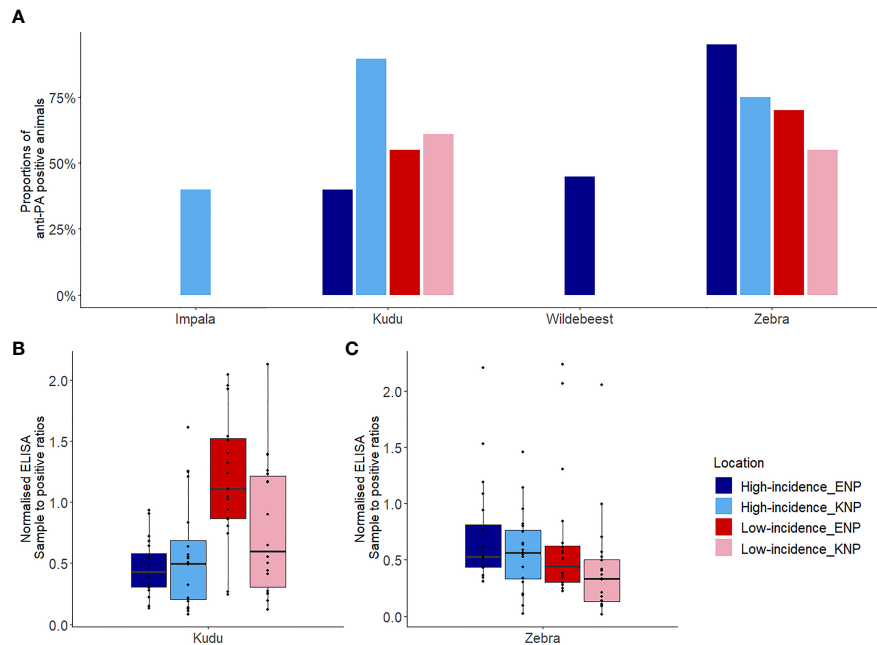 A
Proportions of
anti-PA positive animals
75%
50%
25%
0%
Impala
Kudu
Wildebeest
Zebra
B
Normalised ELISA
Sample to positive ratios
2.0
1.5
1.0
0.5
0.0
Kudu
C
Normalised ELISA
Sample to positive ratios
2.0
1.5
1.0
0.5
0.0
Zebra
Location
High-incidence_ENP
High-incidence_KNP
Low-incidence_ENP
Low-incidence_KNP